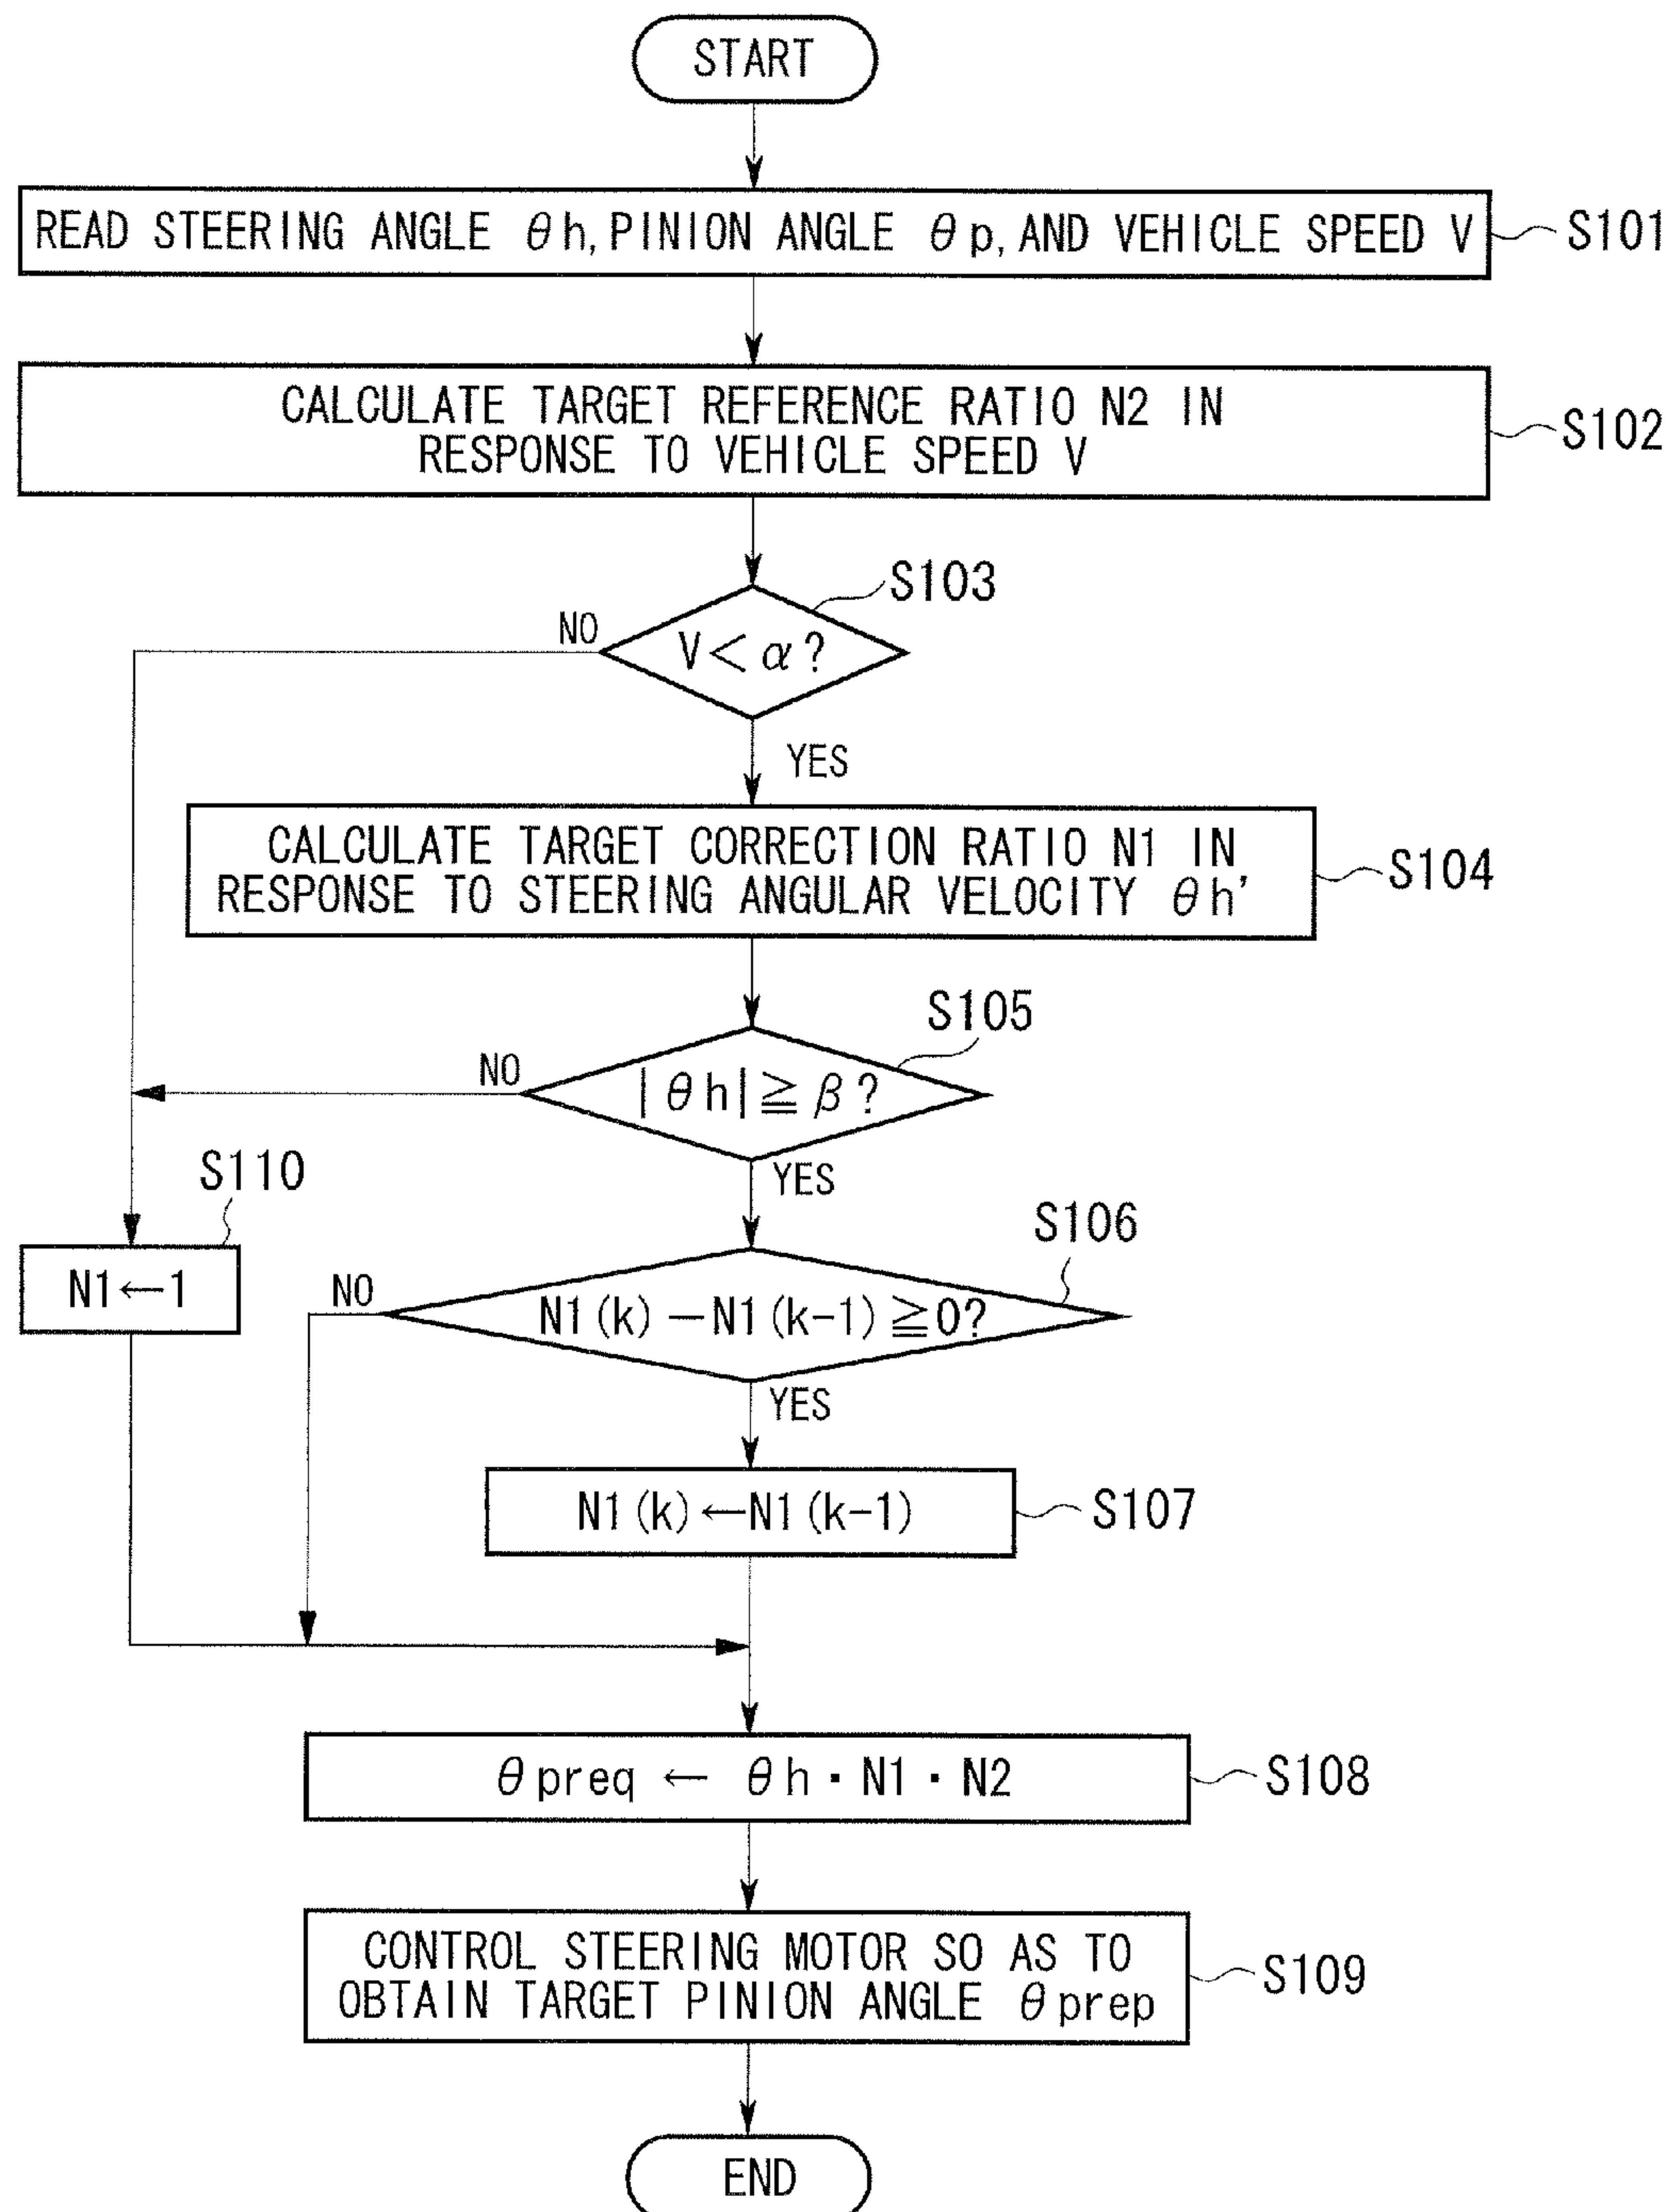 START
READ STEERING ANGLE θh, PINION ANGLE θp, AND VEHICLE SPEED V
S101
CALCULATE TARGET REFERENCE RATIO N2 IN
RESPONSE TO VEHICLE SPEED V
S102
S103
NO
V<α?
YES
CALCULATE TARGET CORRECTION RATIO N1 IN
RESPONSE TO STEERING ANGULAR VELOCITY θh'
S104
S105
NO
|θh|≧β?
YES
S110
S106
N1←1
NO
N1(k)−N1(k-1)≧0?
YES
N1(k)←N1(k-1)
S107
θpreq ← θh・N1・N2
S108
CONTROL STEERING MOTOR SO AS TO
OBTAIN TARGET PINION ANGLE θprep
S109
END